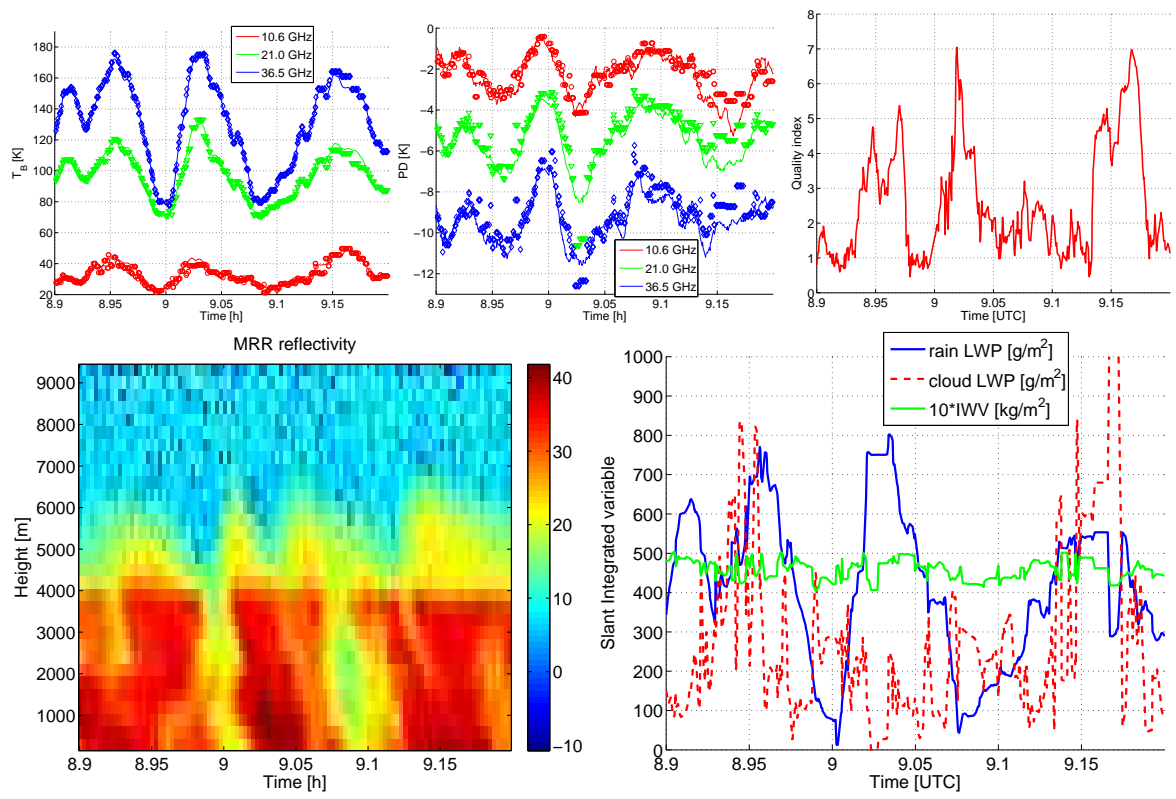 180
160
140
120
100
80
60
40
20
T_B [K]
8.9 8.95 9 9.05 9.1 9.15
Time [h]
10.6 GHz
21.0 GHz
36.5 GHz
0
−2
−4
−6
−8
−10
−12
PD [K]
8.9 8.95 9 9.05 9.1 9.15
Time [h]
10.6 GHz
21.0 GHz
36.5 GHz
8
7
6
5
4
3
2
1
0
Quality index
8.9 8.95 9 9.05 9.1 9.15
Time [UTC]
MRR reflectivity
9000
8000
7000
6000
5000
4000
3000
2000
1000
Height [m]
8.9 8.95 9 9.05 9.1 9.15
Time [h]
40
30
20
10
0
−10
1000
900
800
700
600
500
400
300
200
100
0
Slant Integrated variable
rain LWP [g/m²]
cloud LWP [g/m²]
10*IWV [kg/m²]
8.9 8.95 9 9.05 9.1 9.15
Time [UTC]